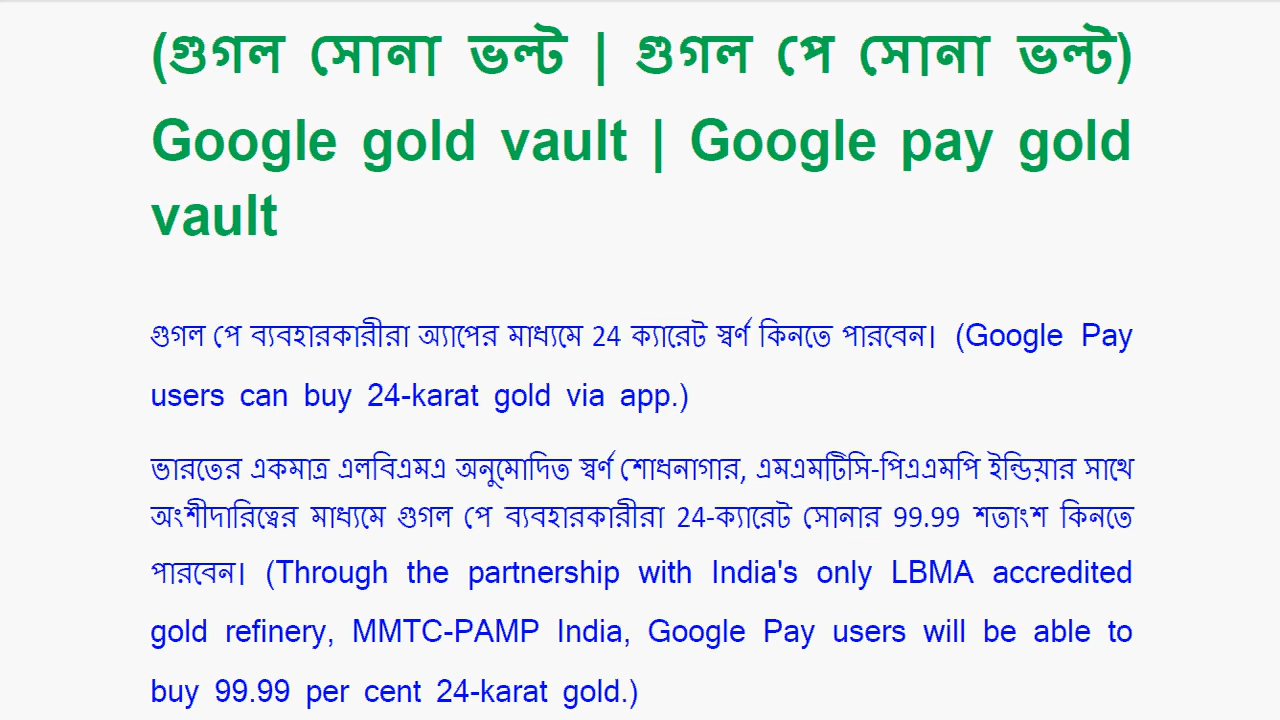 (গুগল সোনা ভল্ট | গুগল পে সোনা ভল্ট)
Google gold vault | Google pay gold
vault
গুগল পে ব্যবহারকারীরা অ্যাপের মাধ্যমে 24 ক্যারেট স্বর্ণ কিনতে পারবেন। (Google Pay
users can buy 24-karat gold via app.)
ভারতের একমাত্র এলবিএমএ অনুমোদিত স্বর্ণ শোধনাগার, এমএমটিসি-পিএএমপি ইন্ডিয়ার সাথে
অংশীদারিত্বের মাধ্যমে গুগল পে ব্যবহারকারীরা 24-ক্যারেট সোনার 99.99 শতাংশ কিনতে
পারবেন। (Through the partnership with India's only LBMA accredited
gold refinery, MMTC-PAMP India, Google Pay users will be able to
buy 99.99 per cent 24-karat gold.)